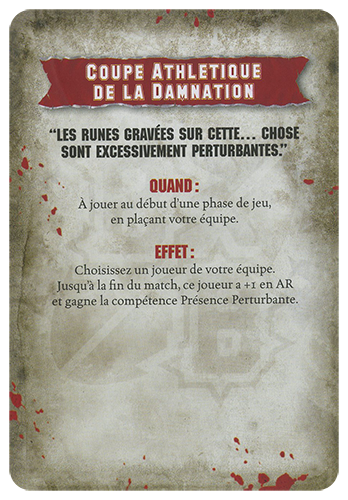 COUPE ATHLETIQUE
DE LA DAMNATION
“LES RUNES GRAVÉES SUR CETTE... CHOSE
SONT EXCESSIVEMENT PERTURBANTES.”
QUAND :
À jouer au début d’une phase de jeu,
en plaçant votre équipe.
EFFET :
Choisissez un joueur de votre équipe.
Jusqu’à la fin du match, ce joueur a +1 en AR
et gagne la compétence Présence Perturbante.